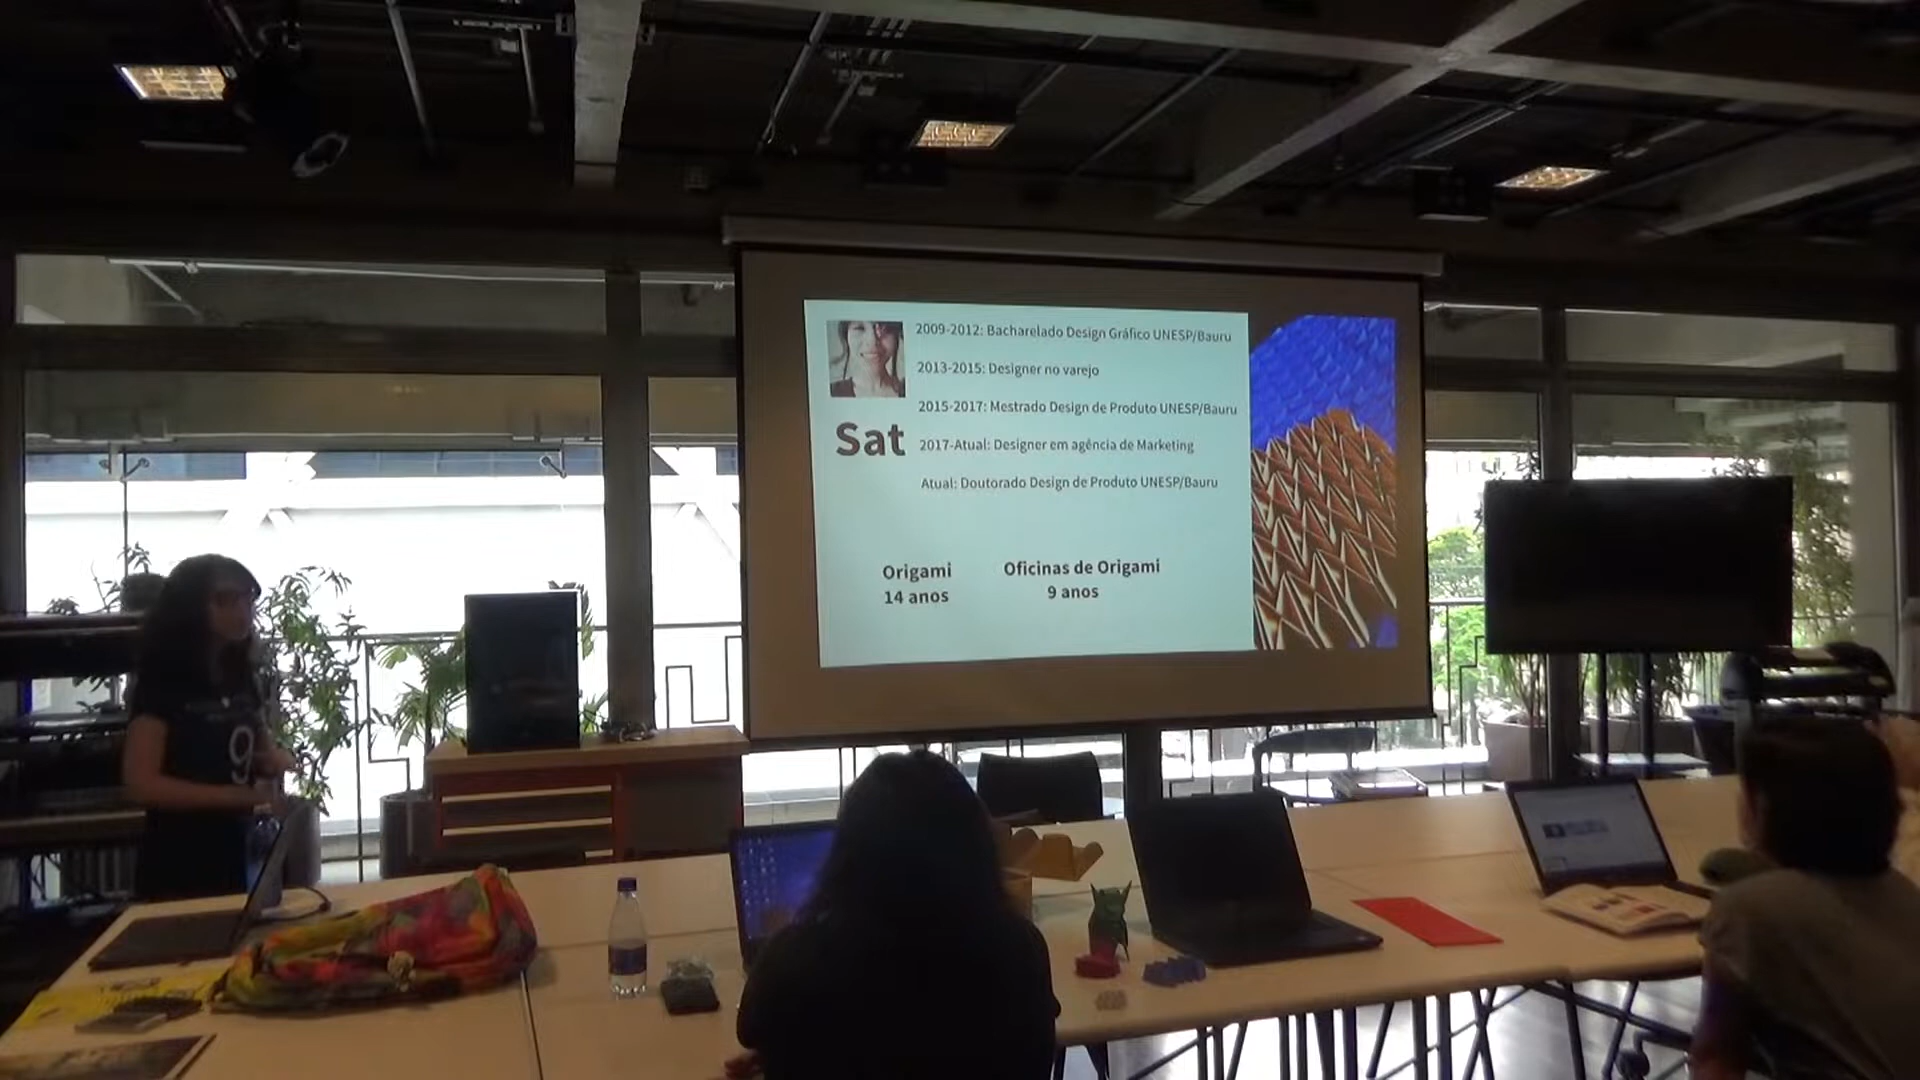 2009-2012: Bacharelado Design Gráfico UNESP/Bauru
2013-2015: Designer no varejo
2015-2017: Mestrado Design de Produto UNESP/Bauru
Sat
2017-Atual: Designer em agência de Marketing
Atual: Doutorado Design de Produto UNESP/Bauru
Origami
14 anos
Oficinas de Origami
9 anos
9